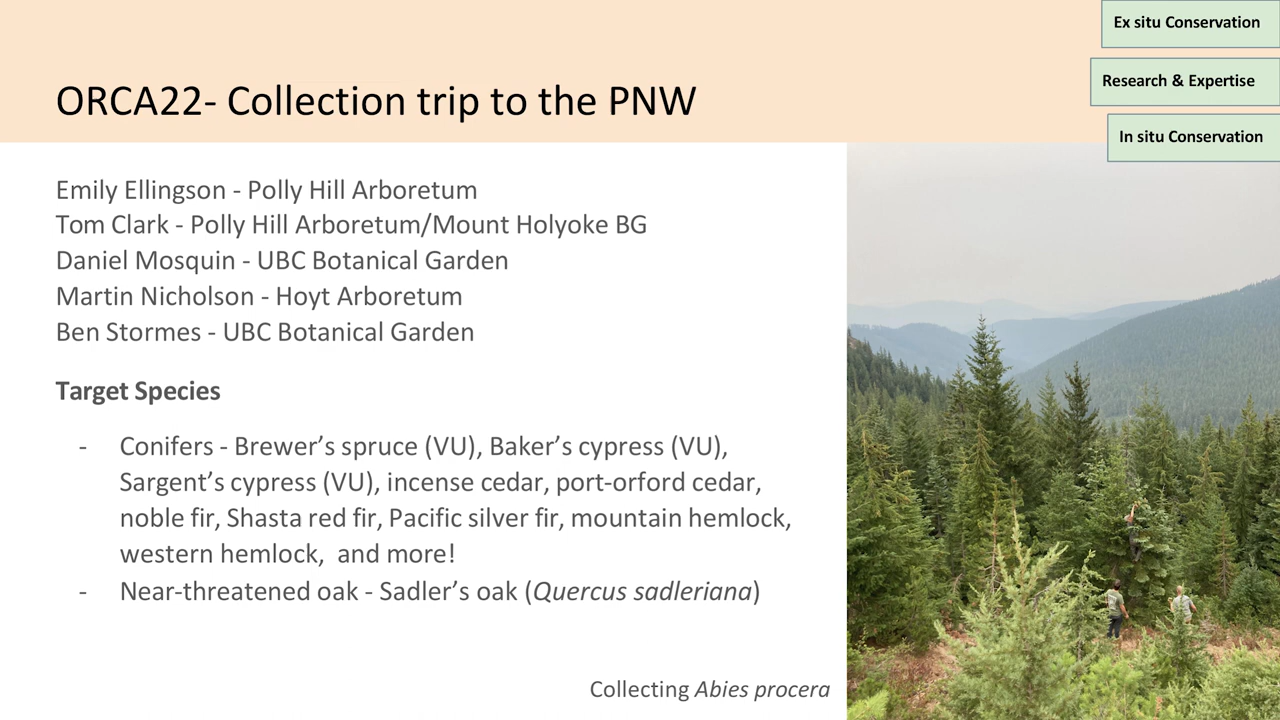 Ex situ Conservation
Research & Expertise
In situ Conservation
ORCA22- Collection trip to the PNW
Emily Ellingson - Polly Hill Arboretum
Tom Clark - Polly Hill Arboretum/Mount Holyoke BG
Daniel Mosquin - UBC Botanical Garden
Martin Nicholson - Hoyt Arboretum
Ben Stormes - UBC Botanical Garden
Target Species
- Conifers - Brewer’s spruce (VU), Baker’s cypress (VU),
Sargent’s cypress (VU), incense cedar, port-orford cedar,
noble fir, Shasta red fir, Pacific silver fir, mountain hemlock,
western hemlock,  and more!
- Near-threatened oak - Sadler’s oak (Quercus sadleriana)
Collecting Abies procera